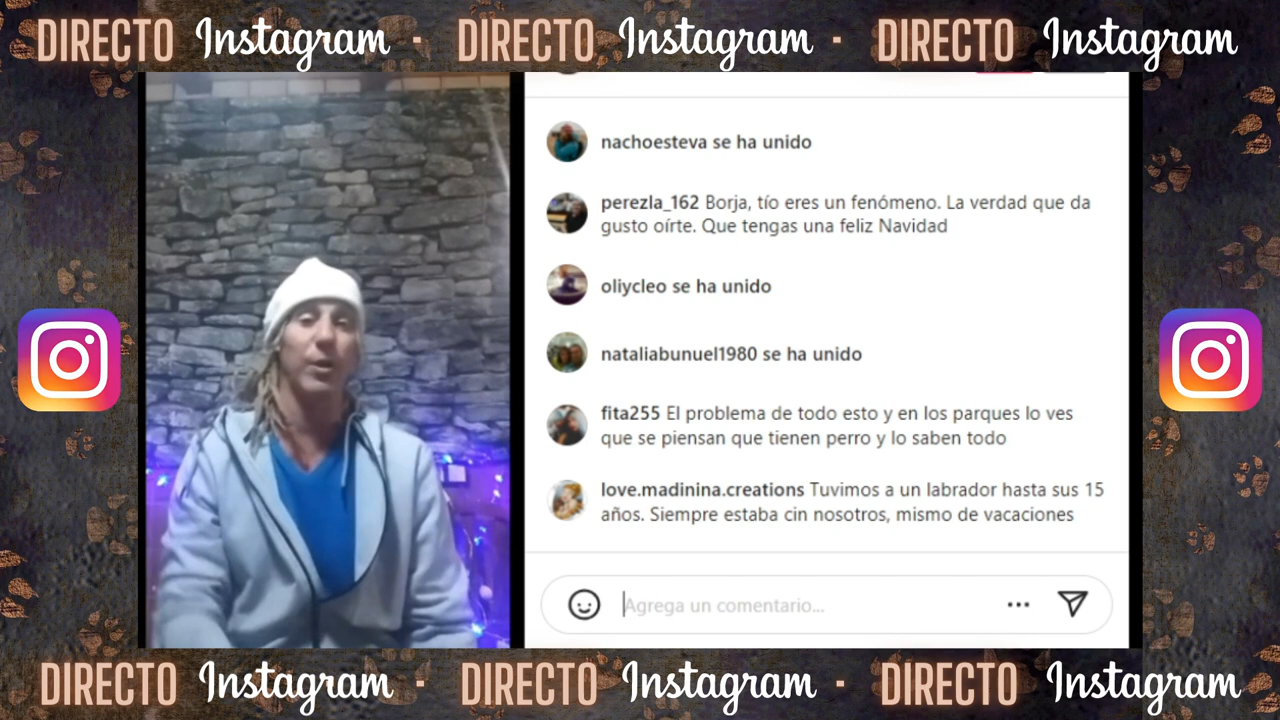 DIRECTO Instagram · DIRECTO Instagram · DIRECTO Instagram
nachoesteva se ha unido
perezla_162 Borja, tío eres un fenómeno. La verdad que da
gusto oírte. Que tengas una feliz Navidad
oliycleo se ha unido
nataliabunuel1980 se ha unido
fita255 El problema de todo esto y en los parques lo ves
que se piensan que tienen perro y lo saben todo
love.madinina.creations Tuvimos a un labrador hasta sus 15
años. Siempre estaba cin nosotros, mismo de vacaciones
Agrega un comentario...
DIRECTO Instagram · DIRECTO Instagram · DIRECTO Instagram